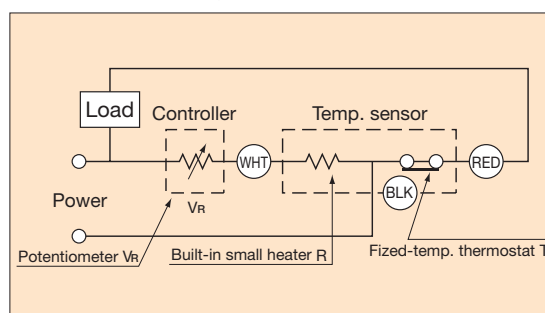 Load
Controller
Temp. sensor
WHT
RED
BLK
Power
VR
Potentiometer VR
Built-in small heater R
Fized-temp. thermostat T